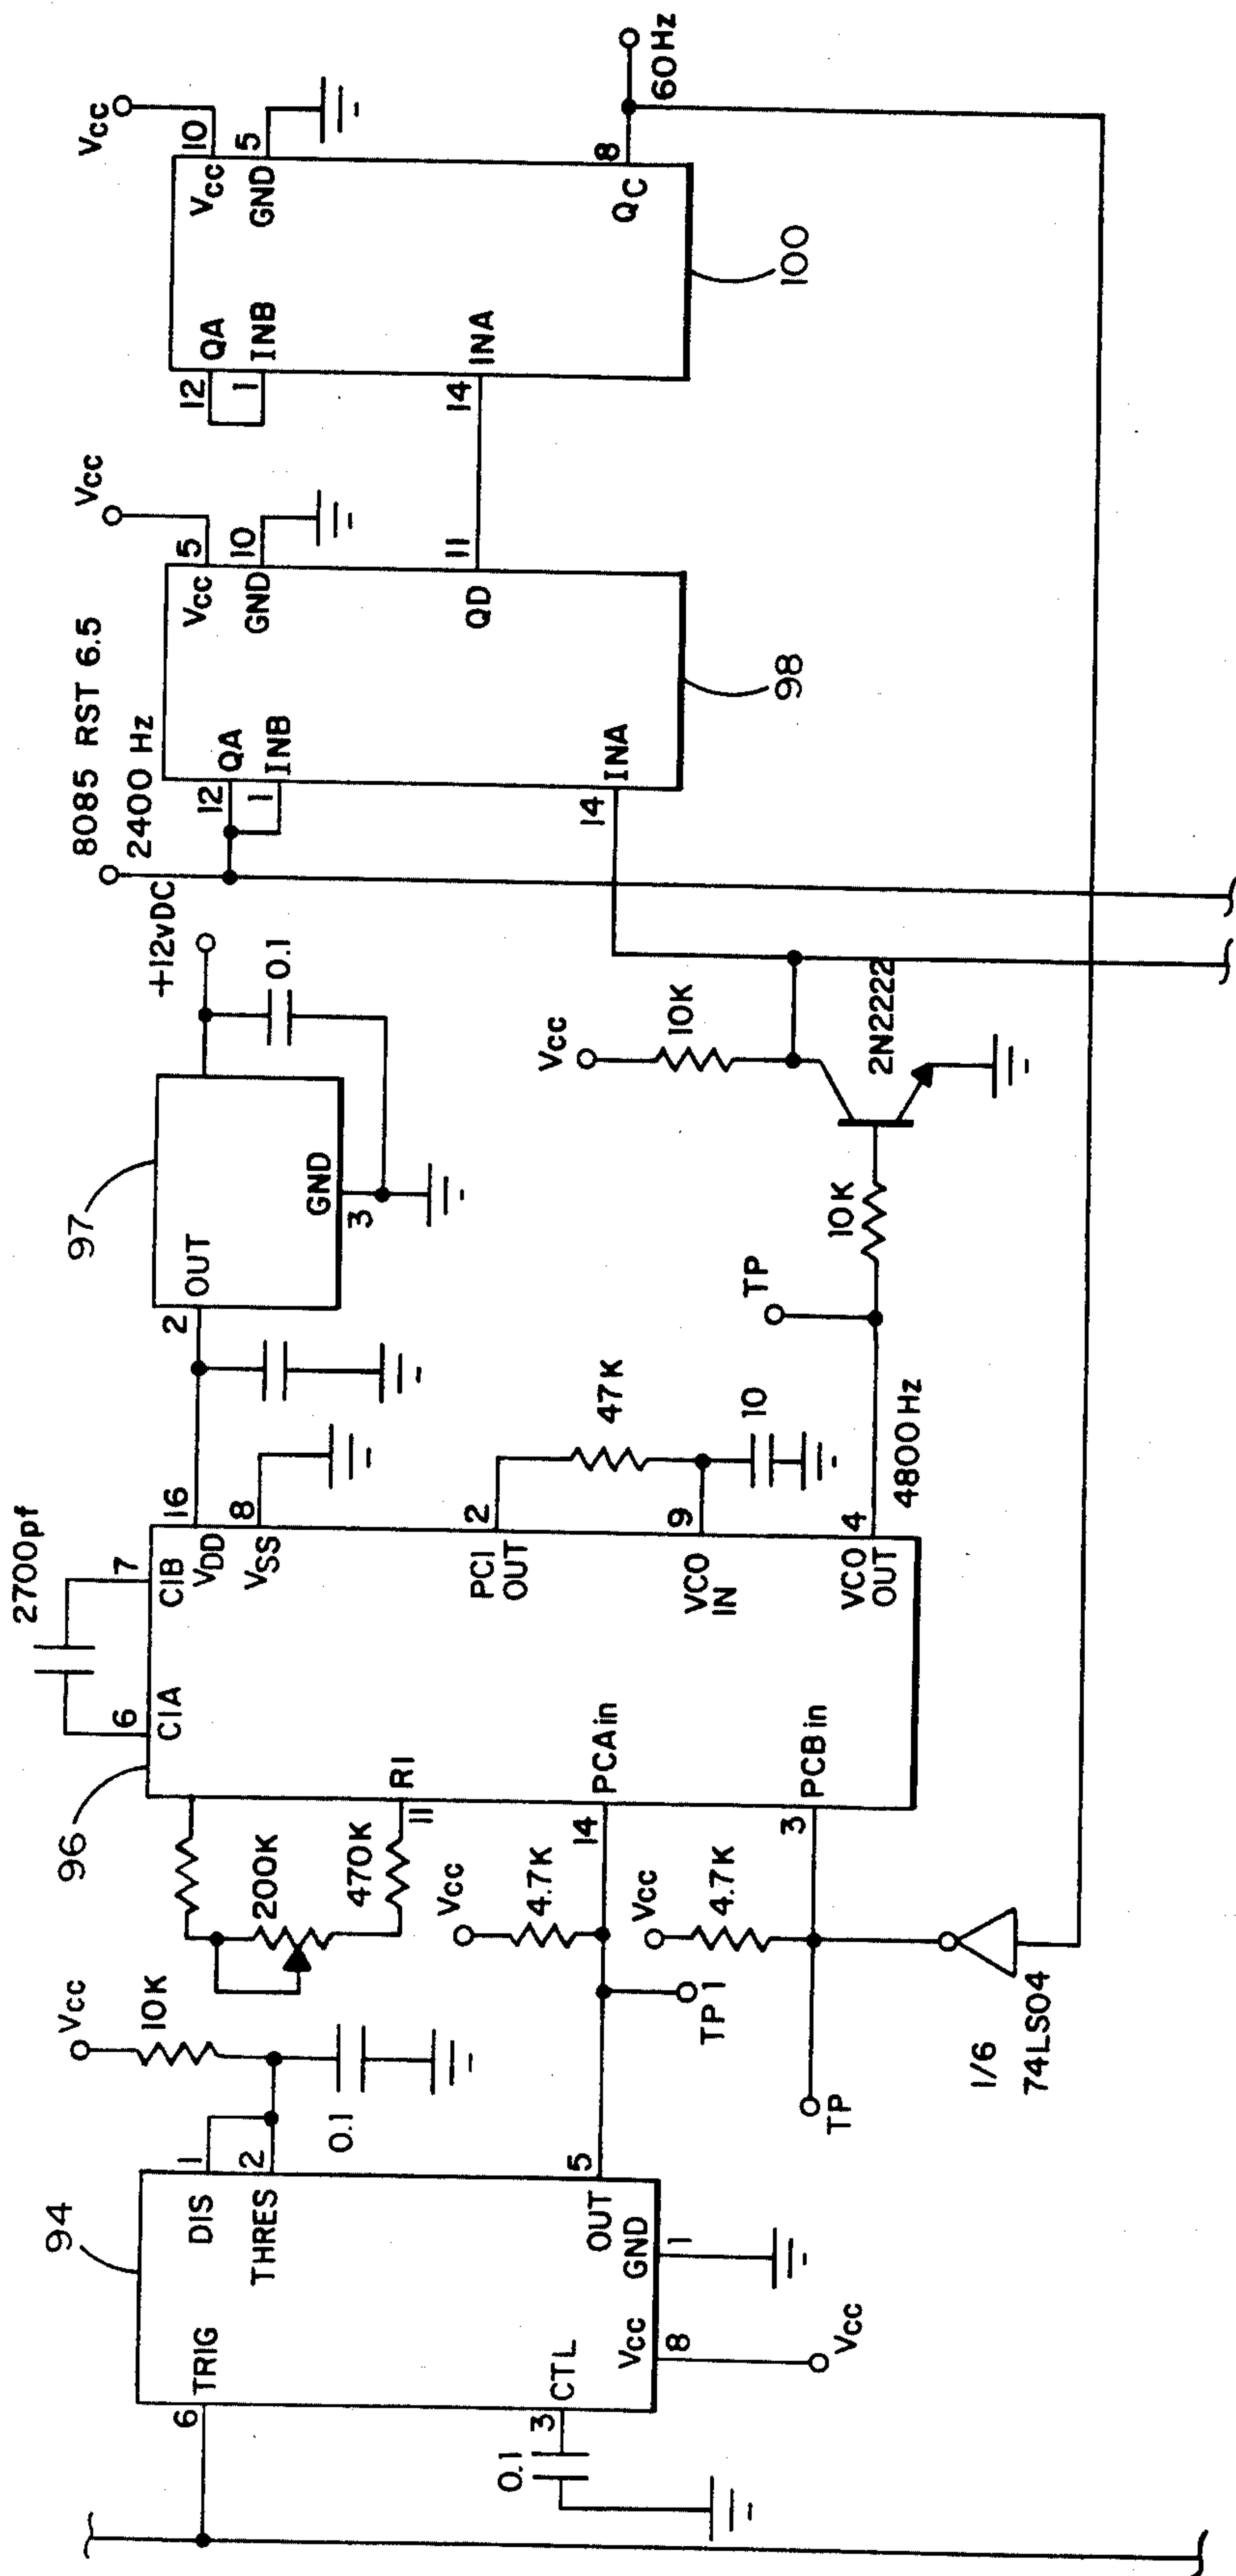 94
TRIG
6
DIS
1
THRES
2
CTL
3
0.1
OUT
5
GND
1
Vcc
8
Vcc
Vcc
10K
0.1
96
200K
470K
R1
11
Vcc
4.7K
14
PCAin
TP1
Vcc
4.7K
3
PCBin
TP
1/6
74LS04
2700pf
6
7
C1A
C1B
16
VDD
8
VSS
2
PCI
OUT
47K
9
VCO
IN
10
4
VCO
OUT
4800Hz
97
2
OUT
GND
3
+12vDC
0.1
TP
10K
Vcc
10K
2N2222
8085 RST 6.5
2400 Hz
12
QA
1
INB
14
INA
Vcc
5
Vcc
10
GND
11
QD
98
12
QA
1
INB
14
INA
Vcc
10
Vcc
5
GND
8
QC
60Hz
100